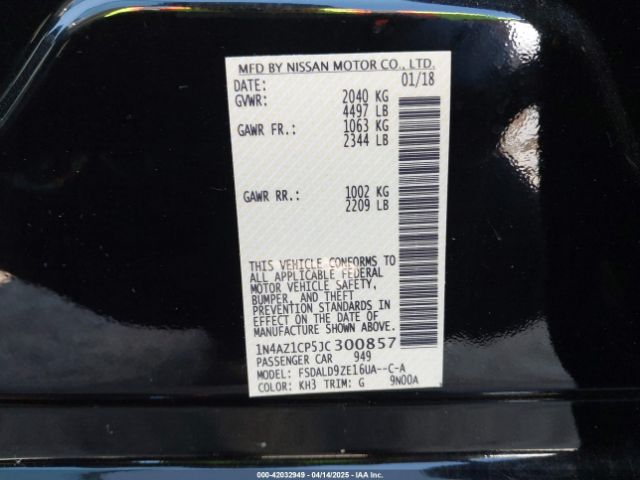 MFD BY NISSAN MOTOR CO., LTD.
DATE: 01/18
GVWR: 2040 KG
4497 LB
GAWR FR.: 1063 KG
2344 LB
GAWR RR.: 1002 KG
2209 LB
THIS VEHICLE CONFORMS TO
ALL APPLICABLE FEDERAL
MOTOR VEHICLE SAFETY,
BUMPER, AND THEFT
PREVENTION STANDARDS IN
EFFECT ON THE DATE OF
MANUFACTURE SHOWN ABOVE.
1N4AZ1CP5JC300857
PASSENGER CAR 949
MODEL: FSDALD9ZE16UA--C-A
COLOR: KH3 TRIM: G 9N00A
000-42032949 - 04/14/2025 - IAA Inc.